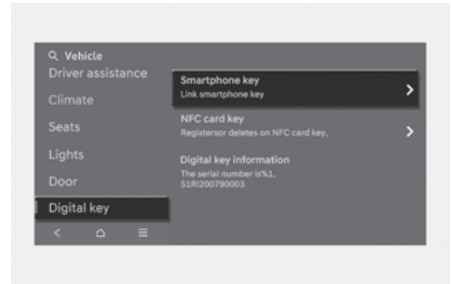 Vehicle
Driver assistance
Climate
Seats
Lights
Door
Digital key
Smartphone key
Link smartphone key
NFC card key
Registersor deletes on NFC card key,
Digital key information
The serial number is%1,
S1RI200790003